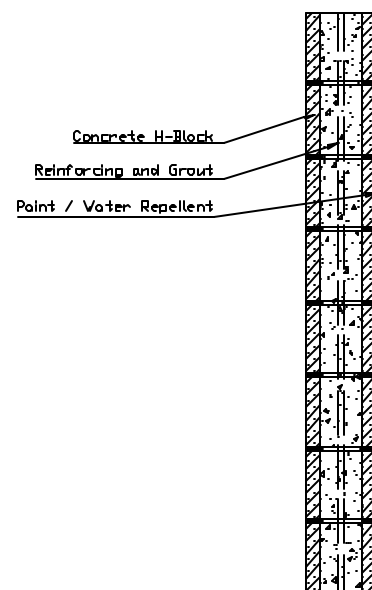 Concrete H-Block
Reinforcing and Grout
Paint / Water Repellent